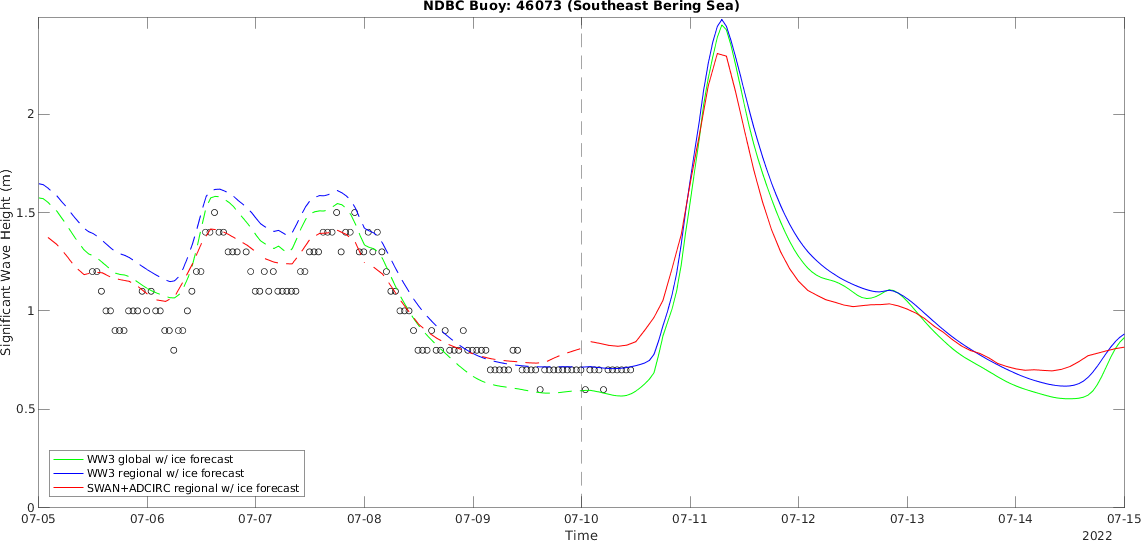 NDBC Buoy: 46073 (Southeast Bering Sea)
Significant Wave Height (m)
2
1.5
1
0.5
0
WW3 global w/ ice forecast
WW3 regional w/ ice forecast
SWAN+ADCIRC regional w/ ice forecast
07-05 07-06 07-07 07-08 07-09 07-10 07-11 07-12 07-13 07-14 07-15
Time
2022